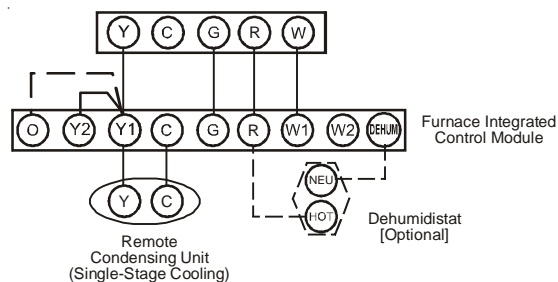 Y C G R W
O Y2 Y1 C G R W1 W2 DEHUM
Furnace Integrated
Control Module
Y C
NEU
HOT
Remote
Condensing Unit
(Single-Stage Cooling)
Dehumidistat
[Optional]